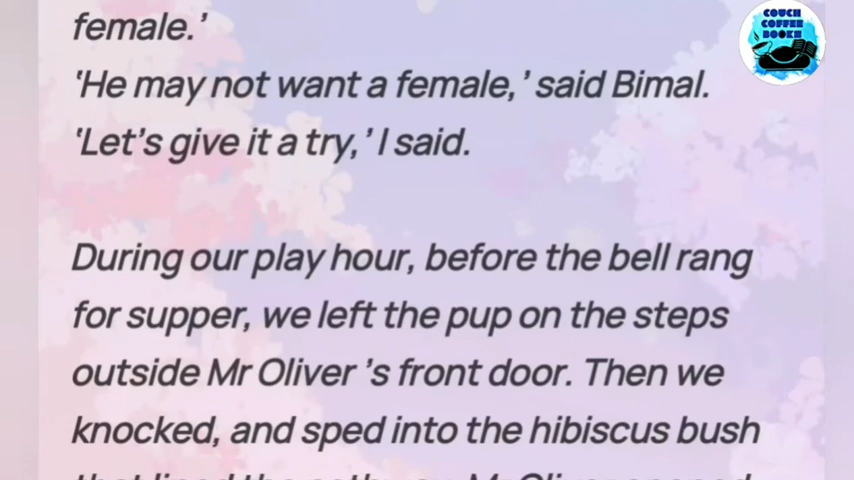 COUCH
COFFEE
BOOKS
female.’
‘He may not want a female, ’ said Bimal.
‘Let’s give it a try, ’ I said.
During our play hour, before the bell rang
for supper, we left the pup on the steps
outside Mr Oliver ’s front door. Then we
knocked, and sped into the hibiscus bush